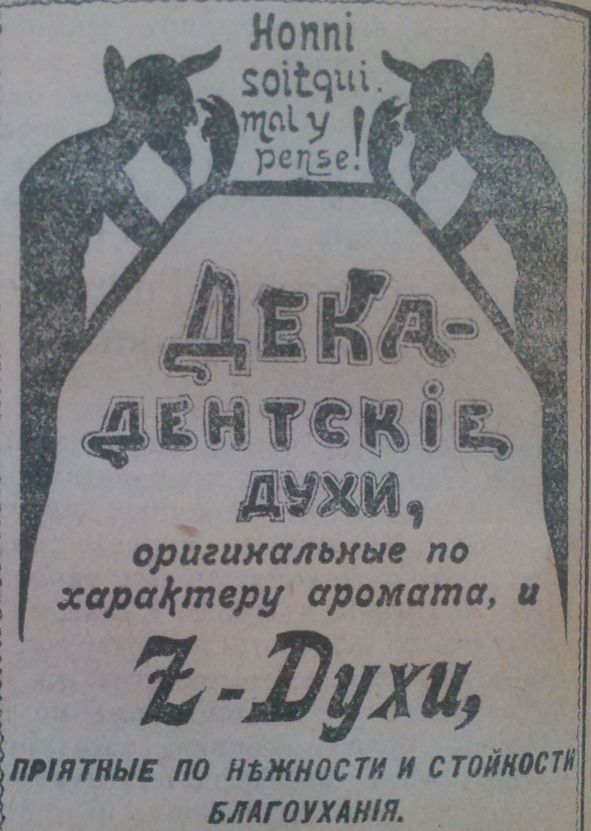 Honni
soit qui.
mal y
pense!
ДЕКА-
ДЕНТСКІЕ
ДУХИ,
оригинальные по
характеру аромата, и
Z-Духи,
ПРІЯТНЫЕ ПО НѢЖНОСТИ И СТОЙКОСТИ
БЛАГОУХАНІЯ.